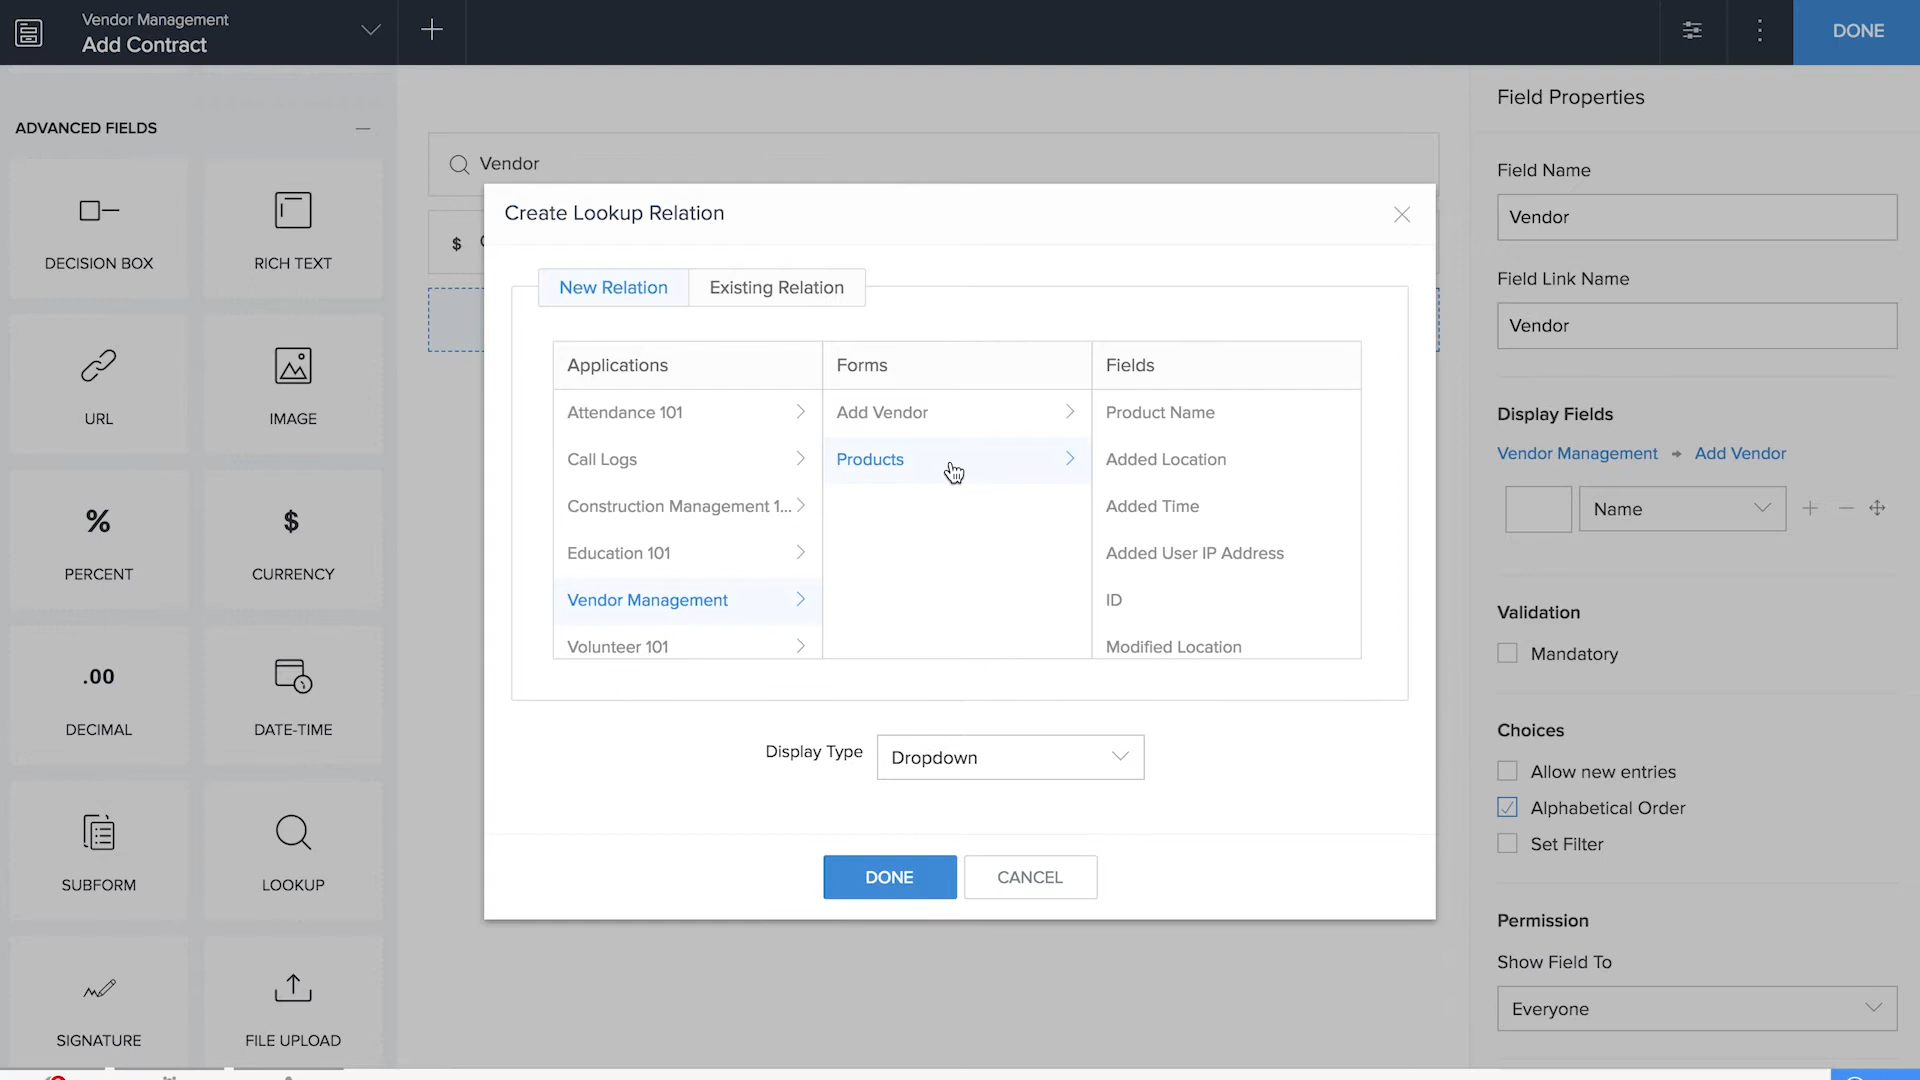 Vendor Management
Add Contract
DONE
ADVANCED FIELDS
DECISION BOX
RICH TEXT
URL
IMAGE
%
PERCENT
$
CURRENCY
.00
DECIMAL
DATE-TIME
SUBFORM
LOOKUP
SIGNATURE
FILE UPLOAD
Vendor
$
Create Lookup Relation
New Relation
Existing Relation
Applications
Attendance 101
Call Logs
Construction Management 1...
Education 101
Vendor Management
Volunteer 101
Forms
Add Vendor
Products
Fields
Product Name
Added Location
Added Time
Added User IP Address
ID
Modified Location
Display Type
Dropdown
DONE
CANCEL
Field Properties
Field Name
Vendor
Field Link Name
Vendor
Display Fields
Vendor Management → Add Vendor
Name
Validation
Mandatory
Choices
Allow new entries
Alphabetical Order
Set Filter
Permission
Show Field To
Everyone